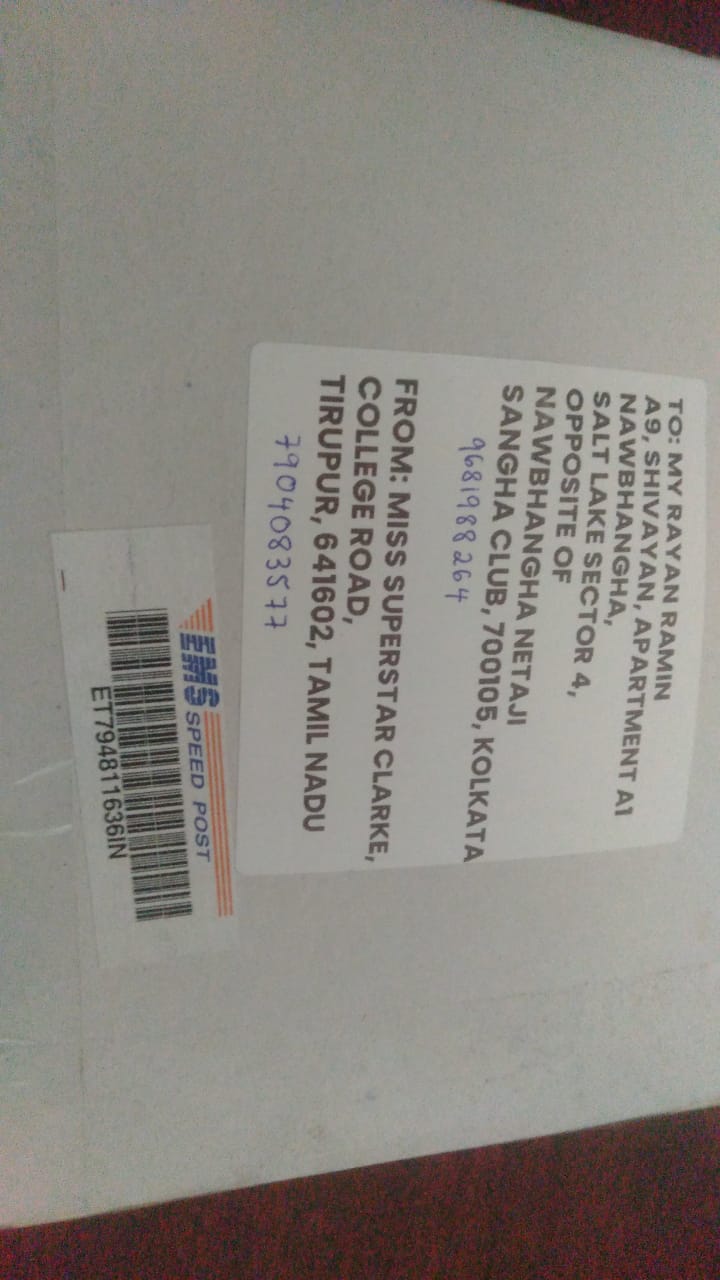 TO: MY RAYAN RAMIN
A9, SHIVAYAN, APARTMENT A1
NAWBHANGHA,
SALT LAKE SECTOR 4,
OPPOSITE OF
NAWBHANGHA NETAJI
SANGHA CLUB, 700105, KOLKATA
9681988264
FROM: MISS SUPERSTAR CLARKE,
COLLEGE ROAD,
TIRUPUR, 641602, TAMIL NADU
7904083577
EMS SPEED POST
ET794811636IN